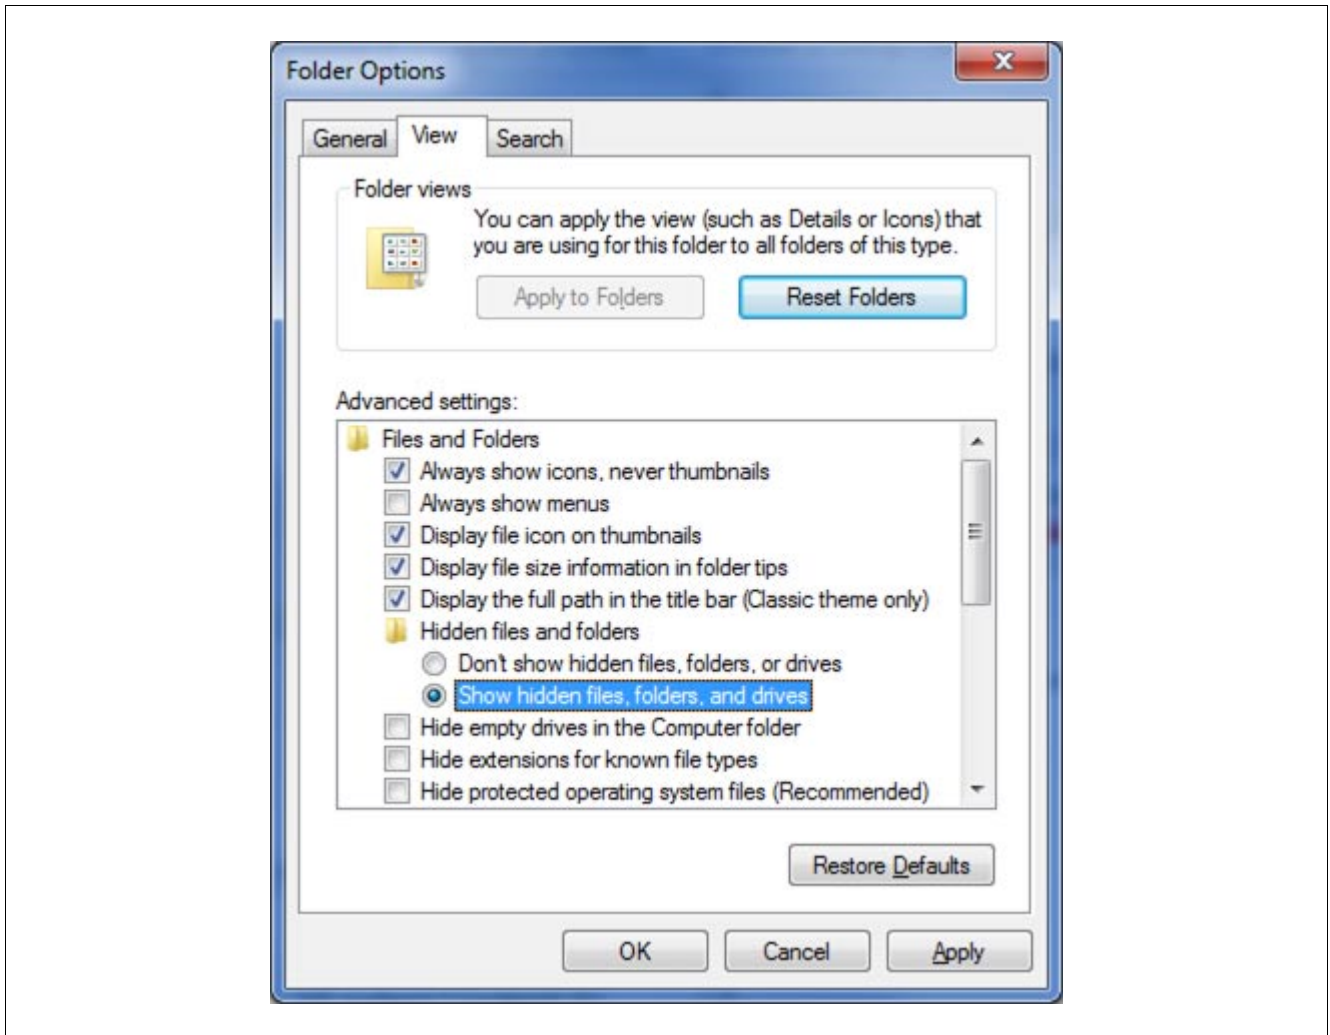 Folder Options
General
View
Search
Folder views
You can apply the view (such as Details or Icons) that
you are using for this folder to all folders of this type.
Apply to Folders
Reset Folders
Advanced settings:
Files and Folders
Always show icons, never thumbnails
Always show menus
Display file icon on thumbnails
Display file size information in folder tips
Display the full path in the title bar (Classic theme only)
Hidden files and folders
Don't show hidden files, folders, or drives
Show hidden files, folders, and drives
Hide empty drives in the Computer folder
Hide extensions for known file types
Hide protected operating system files (Recommended)
Restore Defaults
OK
Cancel
Apply